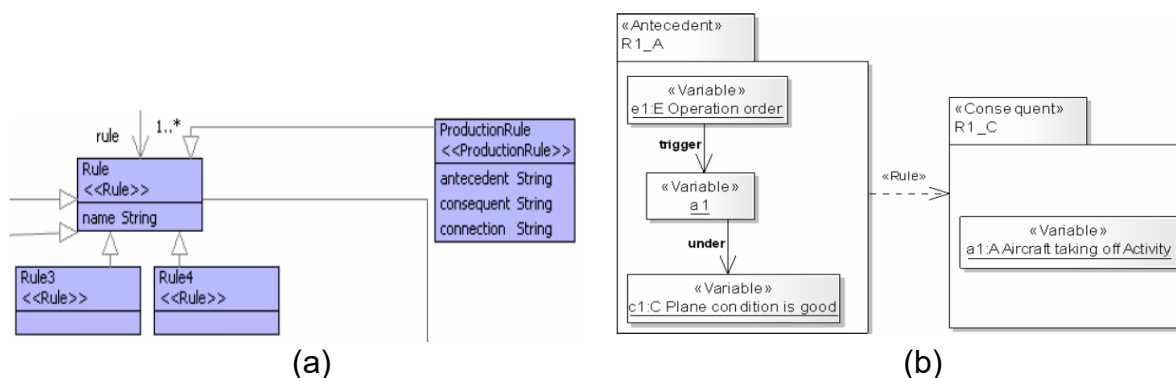 rule
1..*
Rule
<<Rule>>
name String
Rule3
<<Rule>>
Rule4
<<Rule>>
ProductionRule
<<ProductionRule>>
antecedent String
consequent String
connection String
(a)
«Antecedent»
R1_A
«Variable»
e1:E Operation order
trigger
«Variable»
a1
under
«Variable»
c1:C Plane condition is good
«Rule»
«Consequent»
R1_C
«Variable»
a1:A Aircraft taking off Activity
(b)